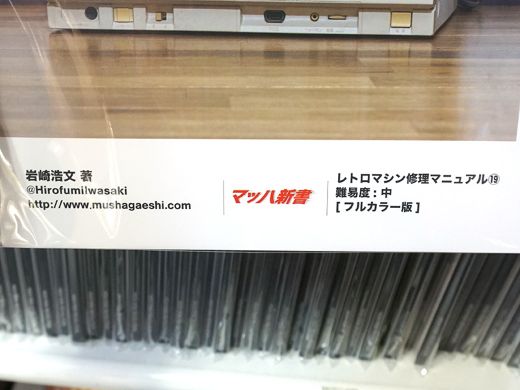 岩崎浩文 著
@HirofumiIwasaki
http://www.mushagaeshi.com
マッハ新書
レトロマシン修理マニュアル⑲
難易度 : 中
[ フルカラー版 ]